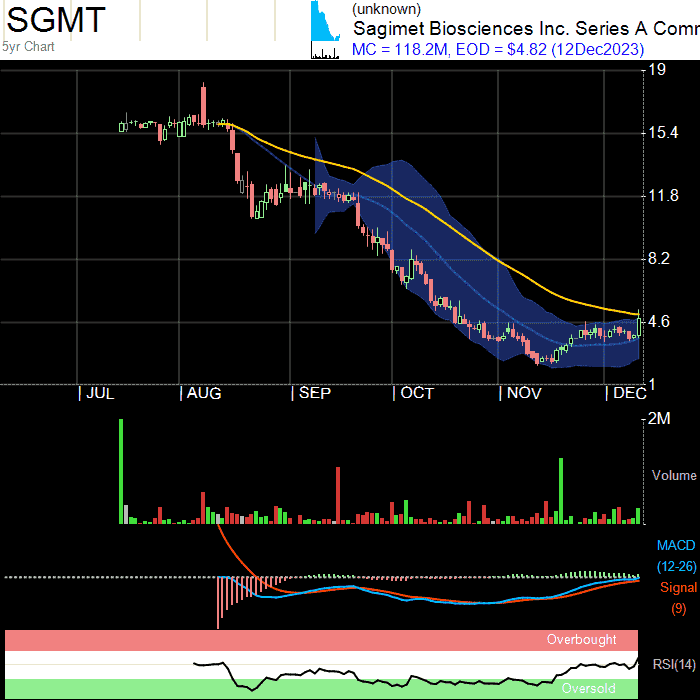 SGMT
5yr Chart
(unknown)
Sagimet Biosciences Inc. Series A Comm
MC = 118.2M, EOD = $4.82 (12Dec2023)
19
15.4
11.8
8.2
4.6
1
JUL AUG SEP OCT NOV DEC
2M
Volume
MACD
(12-26)
Signal
(9)
Overbought
RSI(14)
Oversold